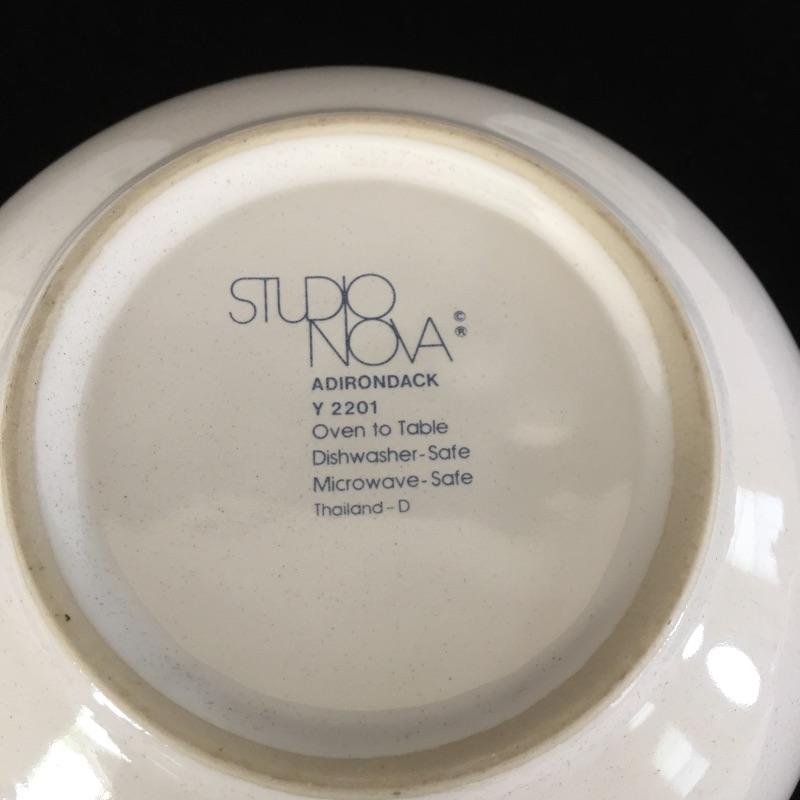 STUDIO
NOVA © ®
ADIRONDACK
Y 2201
Oven to Table
Dishwasher-Safe
Microwave-Safe
Thailand-D